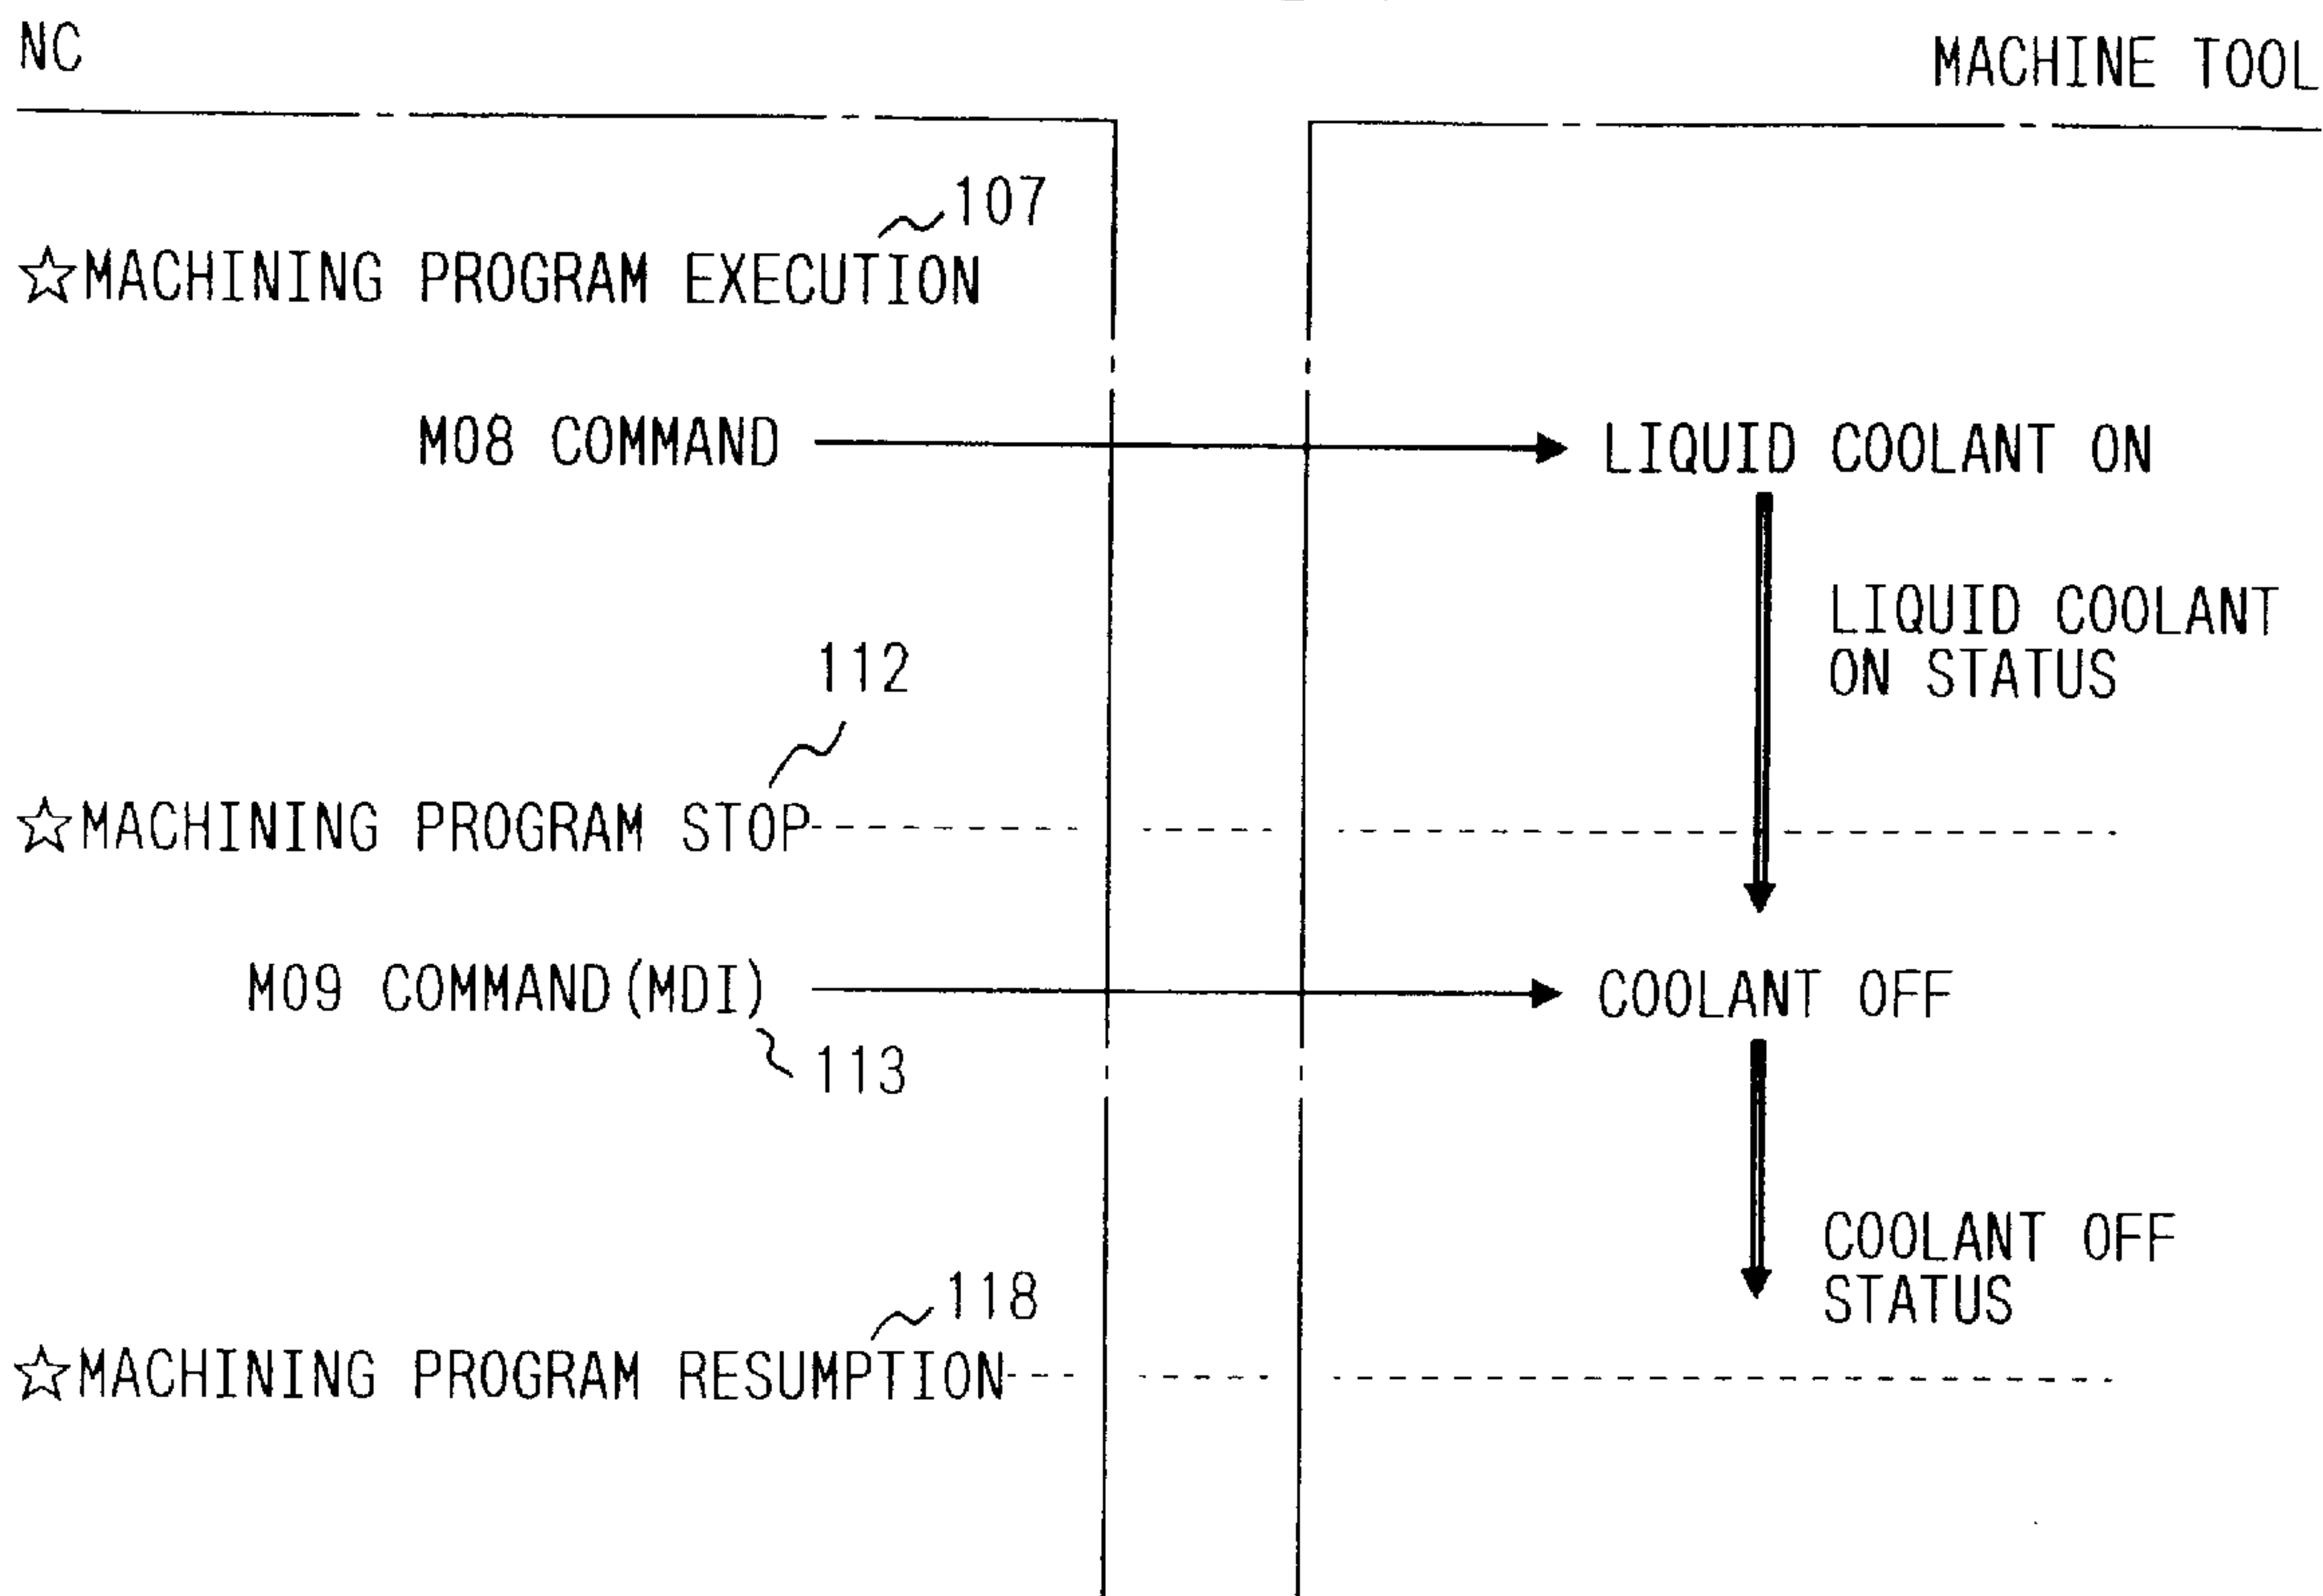 NC
MACHINE TOOL
107
☆MACHINING PROGRAM EXECUTION
M08 COMMAND
LIQUID COOLANT ON
LIQUID COOLANT
ON STATUS
112
☆MACHINING PROGRAM STOP
M09 COMMAND(MDI)
COOLANT OFF
113
COOLANT OFF
STATUS
118
☆MACHINING PROGRAM RESUMPTION